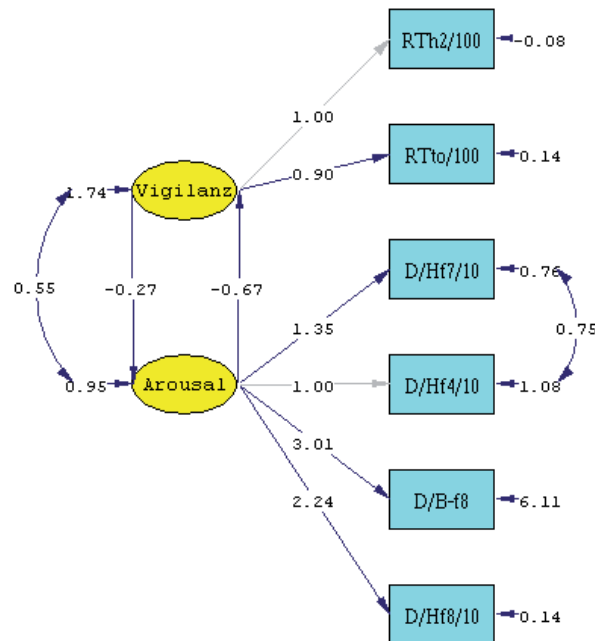 RTh2/100
-0.08
1.00
RTto/100
0.14
0.90
Vigilanz
1.74
D/Hf7/10
0.76
0.55
-0.27
-0.67
1.35
0.75
0.95
Arousal
1.00
D/Hf4/10
1.08
3.01
2.24
D/B-f8
6.11
D/Hf8/10
0.14